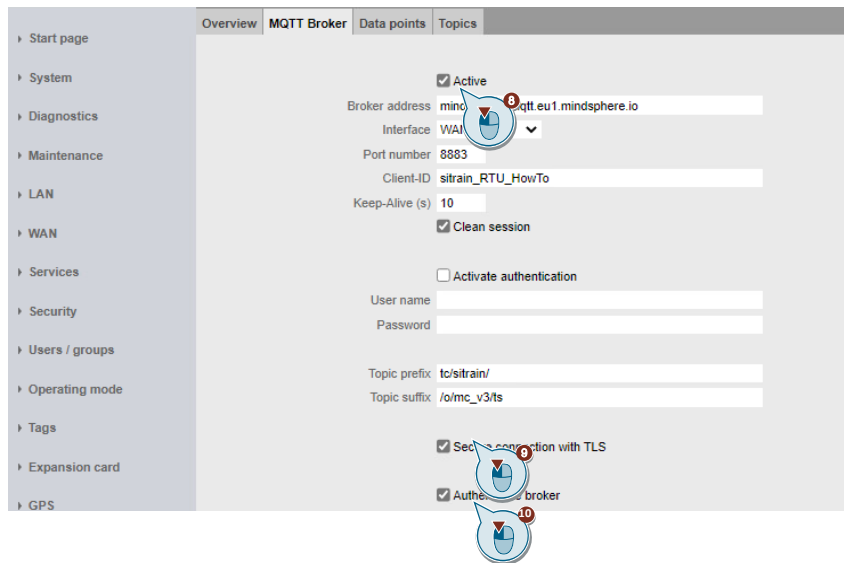 Overview MQTT Broker Data points Topics
Start page
System
Diagnostics
Maintenance
LAN
WAN
Services
Security
Users / groups
Operating mode
Tags
Expansion card
GPS
Active
8
Broker address qtt.eu1.mindsphere.io
Interface
Port number 8883
Client-ID sitrain_RTU_HowTo
Keep-Alive (s) 10
Clean session
Activate authentication
User name
Password
Topic prefix tc/sitrain/
Topic suffix /o/mc_v3/ts
Secure connection with TLS
9
Authenticate broker
10